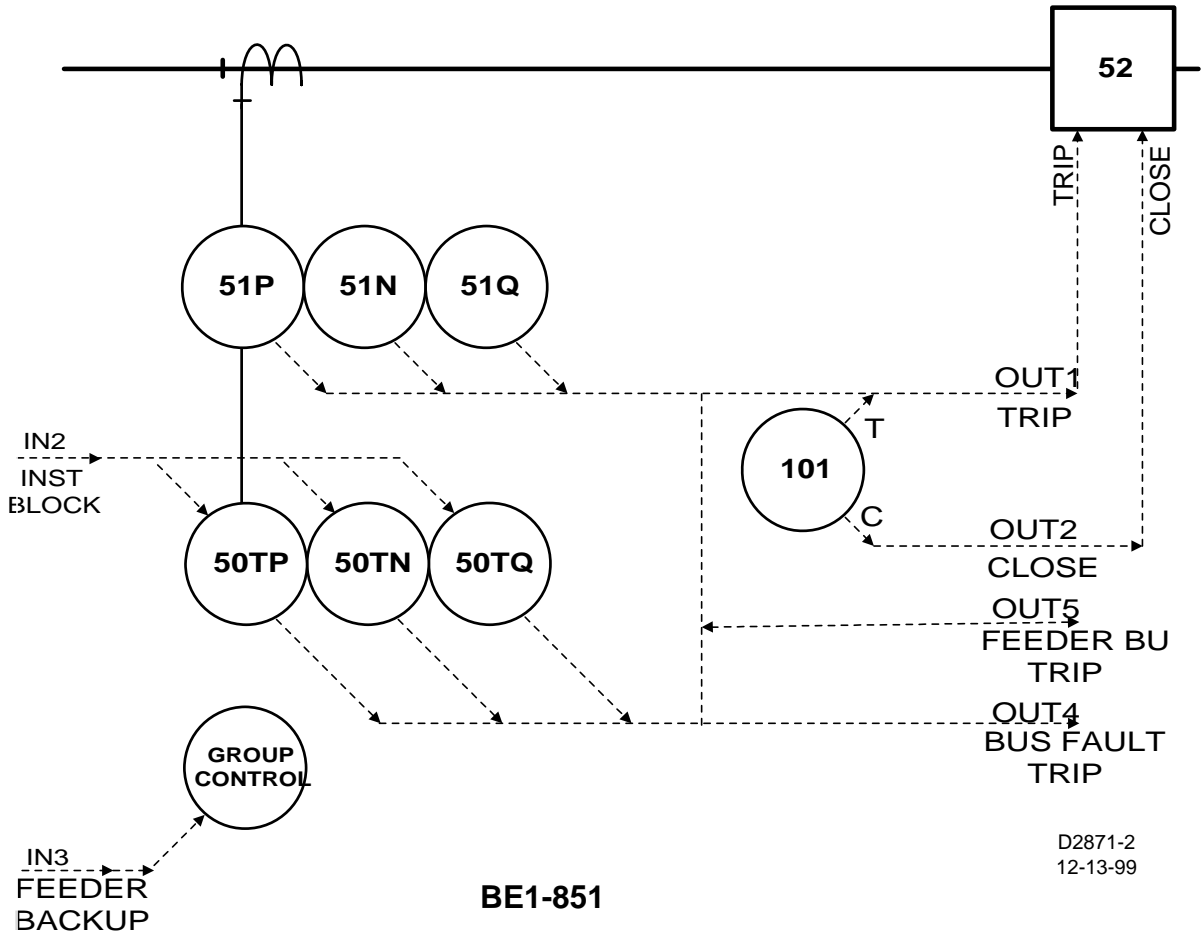 52
TRIP
CLOSE
51P
51N
51Q
OUT1
TRIP
T
IN2
INST
BLOCK
101
C
OUT2
CLOSE
50TP
50TN
50TQ
OUT5
FEEDER BU
TRIP
OUT4
BUS FAULT
TRIP
GROUP
CONTROL
IN3
FEEDER
BACKUP
BE1-851
D2871-2
12-13-99